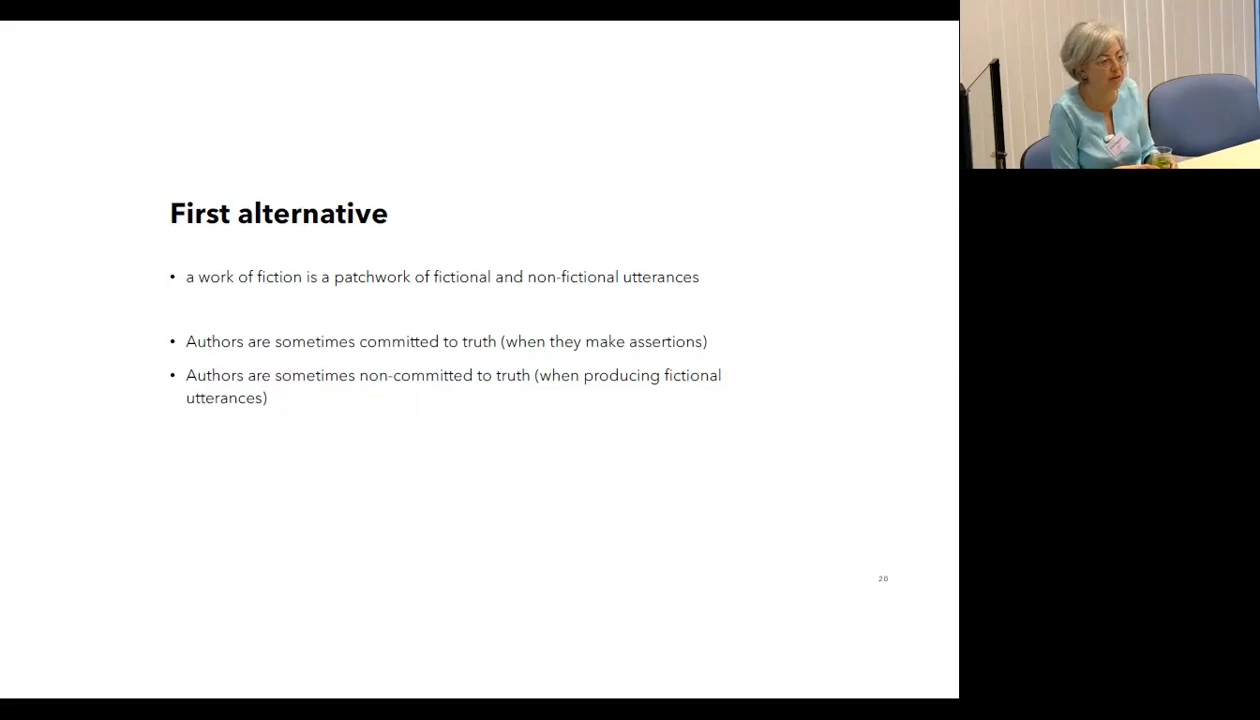 First alternative
• a work of fiction is a patchwork of fictional and non-fictional utterances
• Authors are sometimes committed to truth (when they make assertions)
• Authors are sometimes non-committed to truth (when producing fictional
utterances)
20